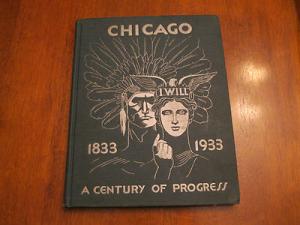 CHICAGO
I WILL
1833 1933
A CENTURY OF PROGRESS